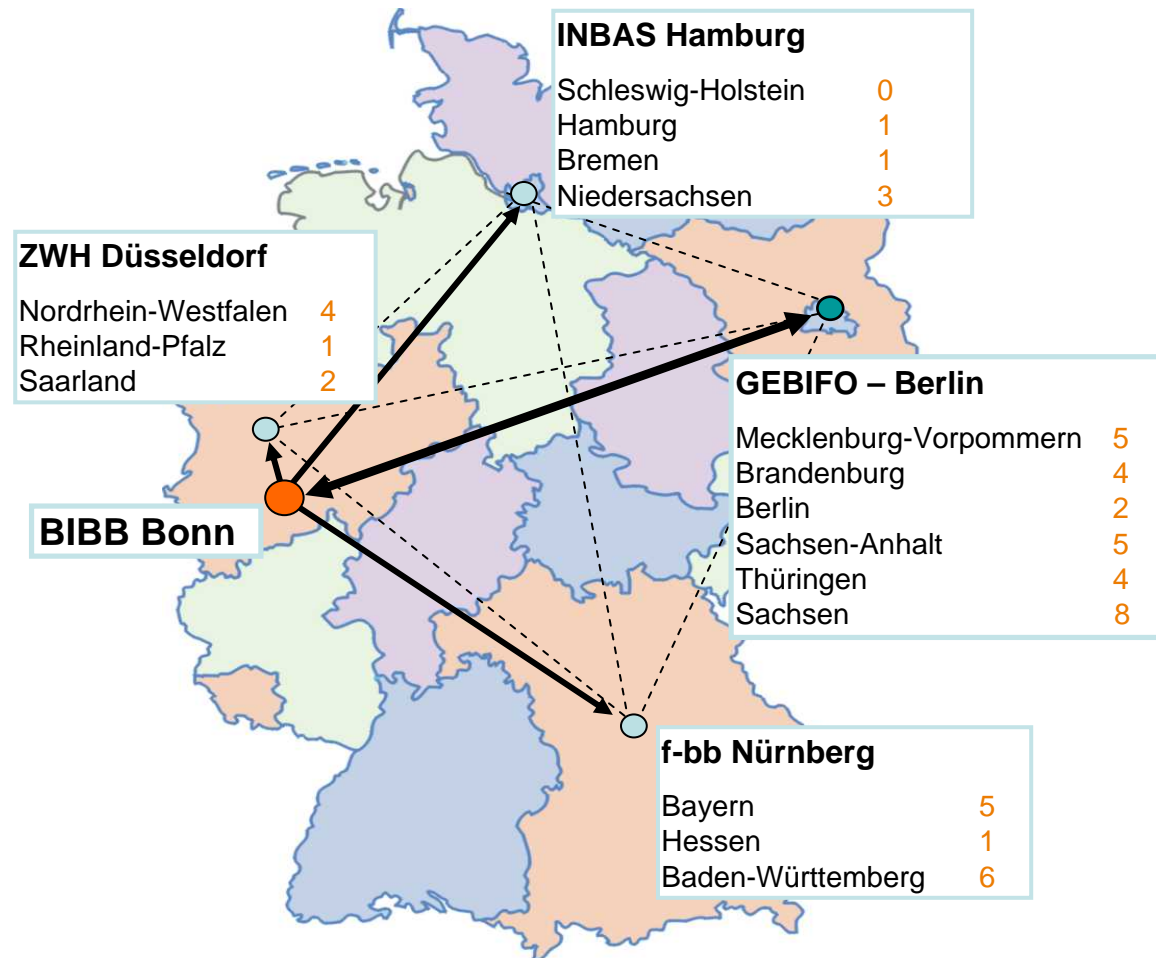 INBAS Hamburg
Schleswig-Holstein 0
Hamburg 1
Bremen 1
Niedersachsen 3
ZWH Düsseldorf
Nordrhein-Westfalen 4
Rheinland-Pfalz 1
Saarland 2
GEBIFO – Berlin
Mecklenburg-Vorpommern 5
Brandenburg 4
Berlin 2
Sachsen-Anhalt 5
Thüringen 4
Sachsen 8
BIBB Bonn
f-bb Nürnberg
Bayern 5
Hessen 1
Baden-Württemberg 6